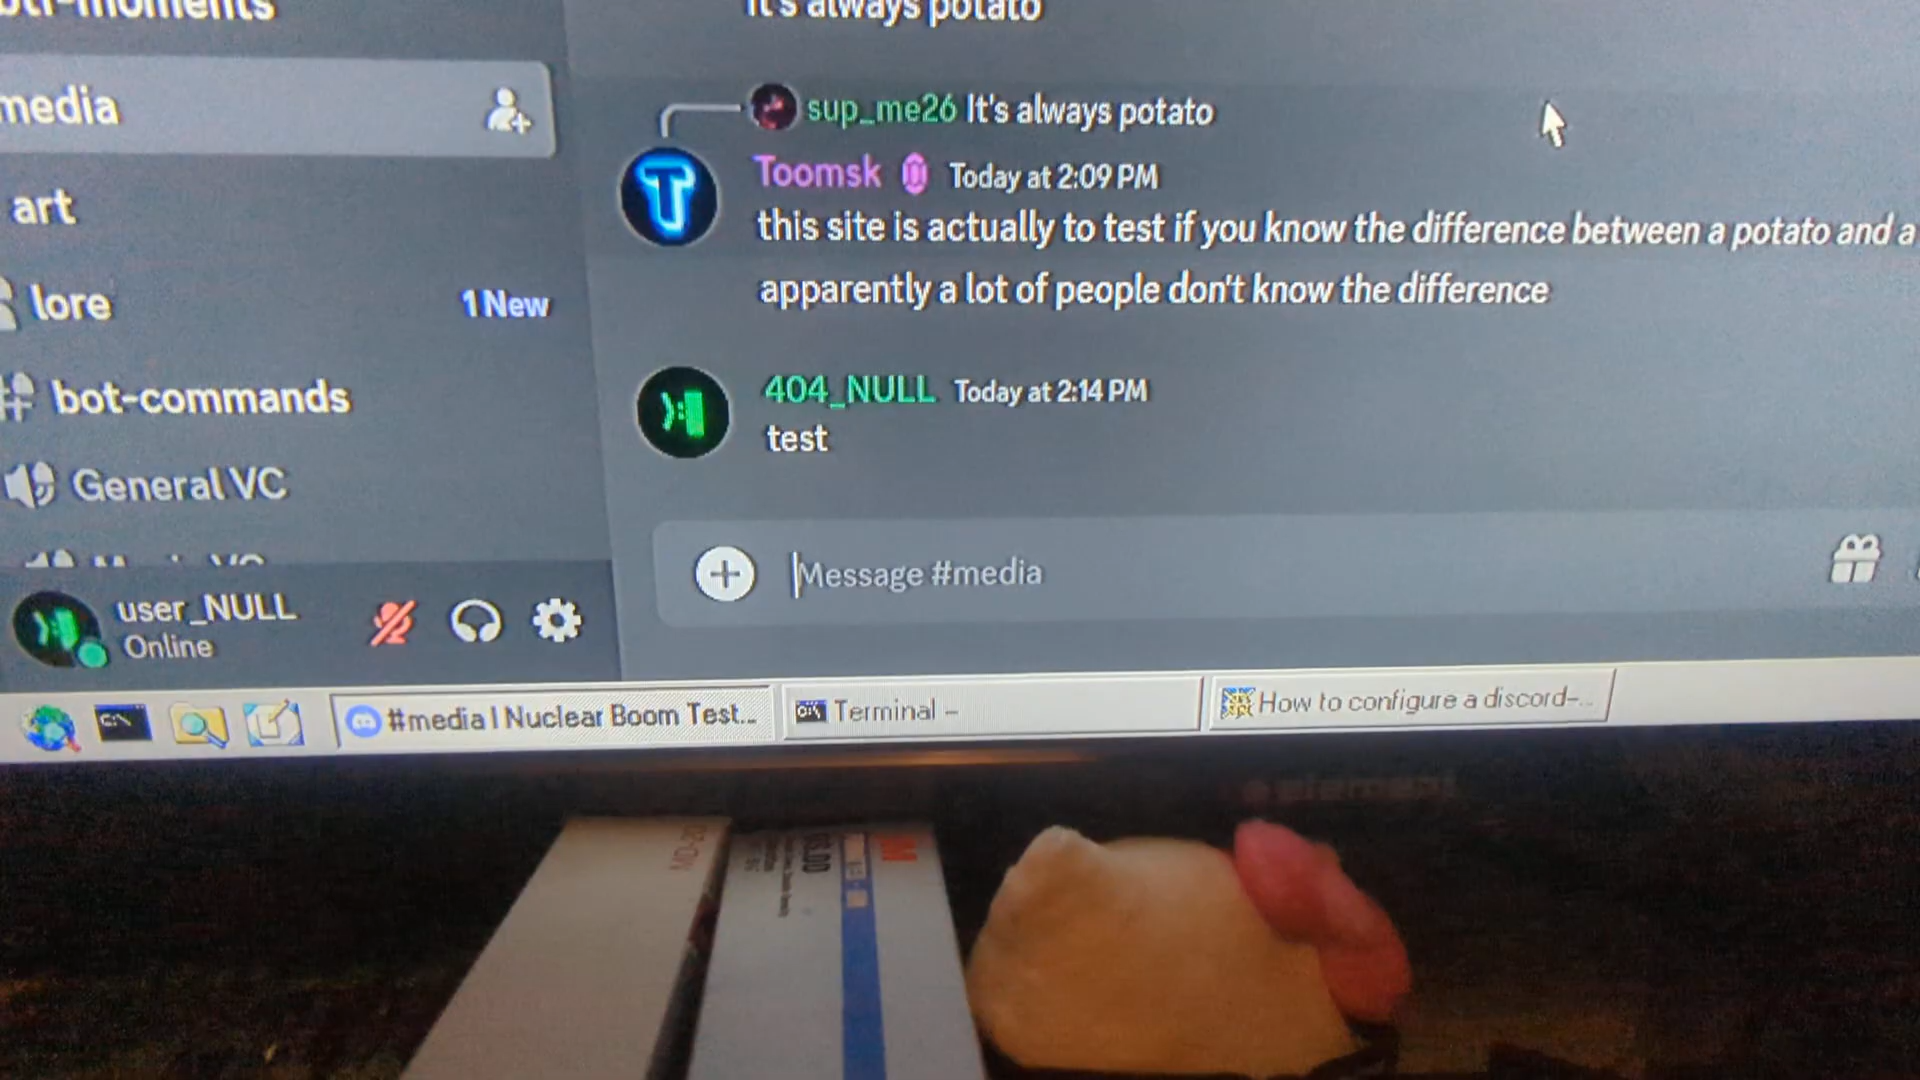 It's always potato
media
sup_me26 It's always potato
Toomsk Today at 2:09 PM
this site is actually to test if you know the difference between a potato and a
apparently a lot of people don't know the difference
art
lore 1 New
bot-commands
404_NULL Today at 2:14 PM
test
General VC
Message #media
user_NULL
Online
#media | Nuclear Boom Test...
Terminal -
How to configure a discord-...